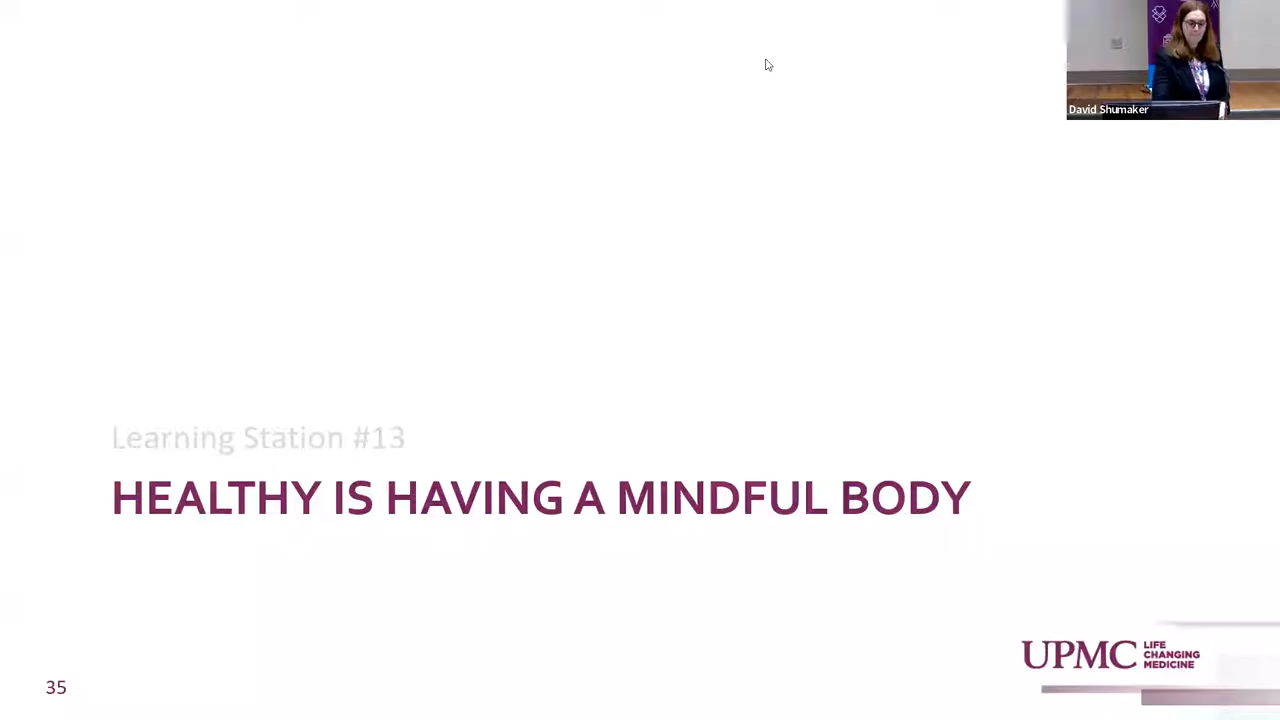 David Shumaker
Learning Station #13
HEALTHY IS HAVING A MINDFUL BODY
UPMC
LIFE
CHANGING
MEDICINE
35